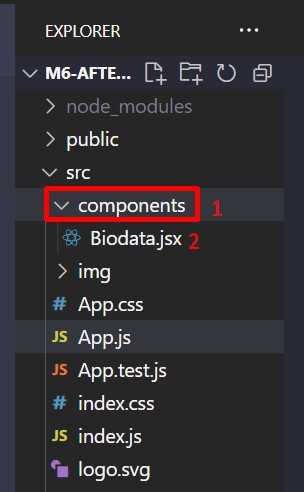 EXPLORER ...
M6-AFTE...
node_modules
public
src
components 1
Biodata.jsx 2
img
# App.css
JS App.js
JS App.test.js
# index.css
JS index.js
logo.svg